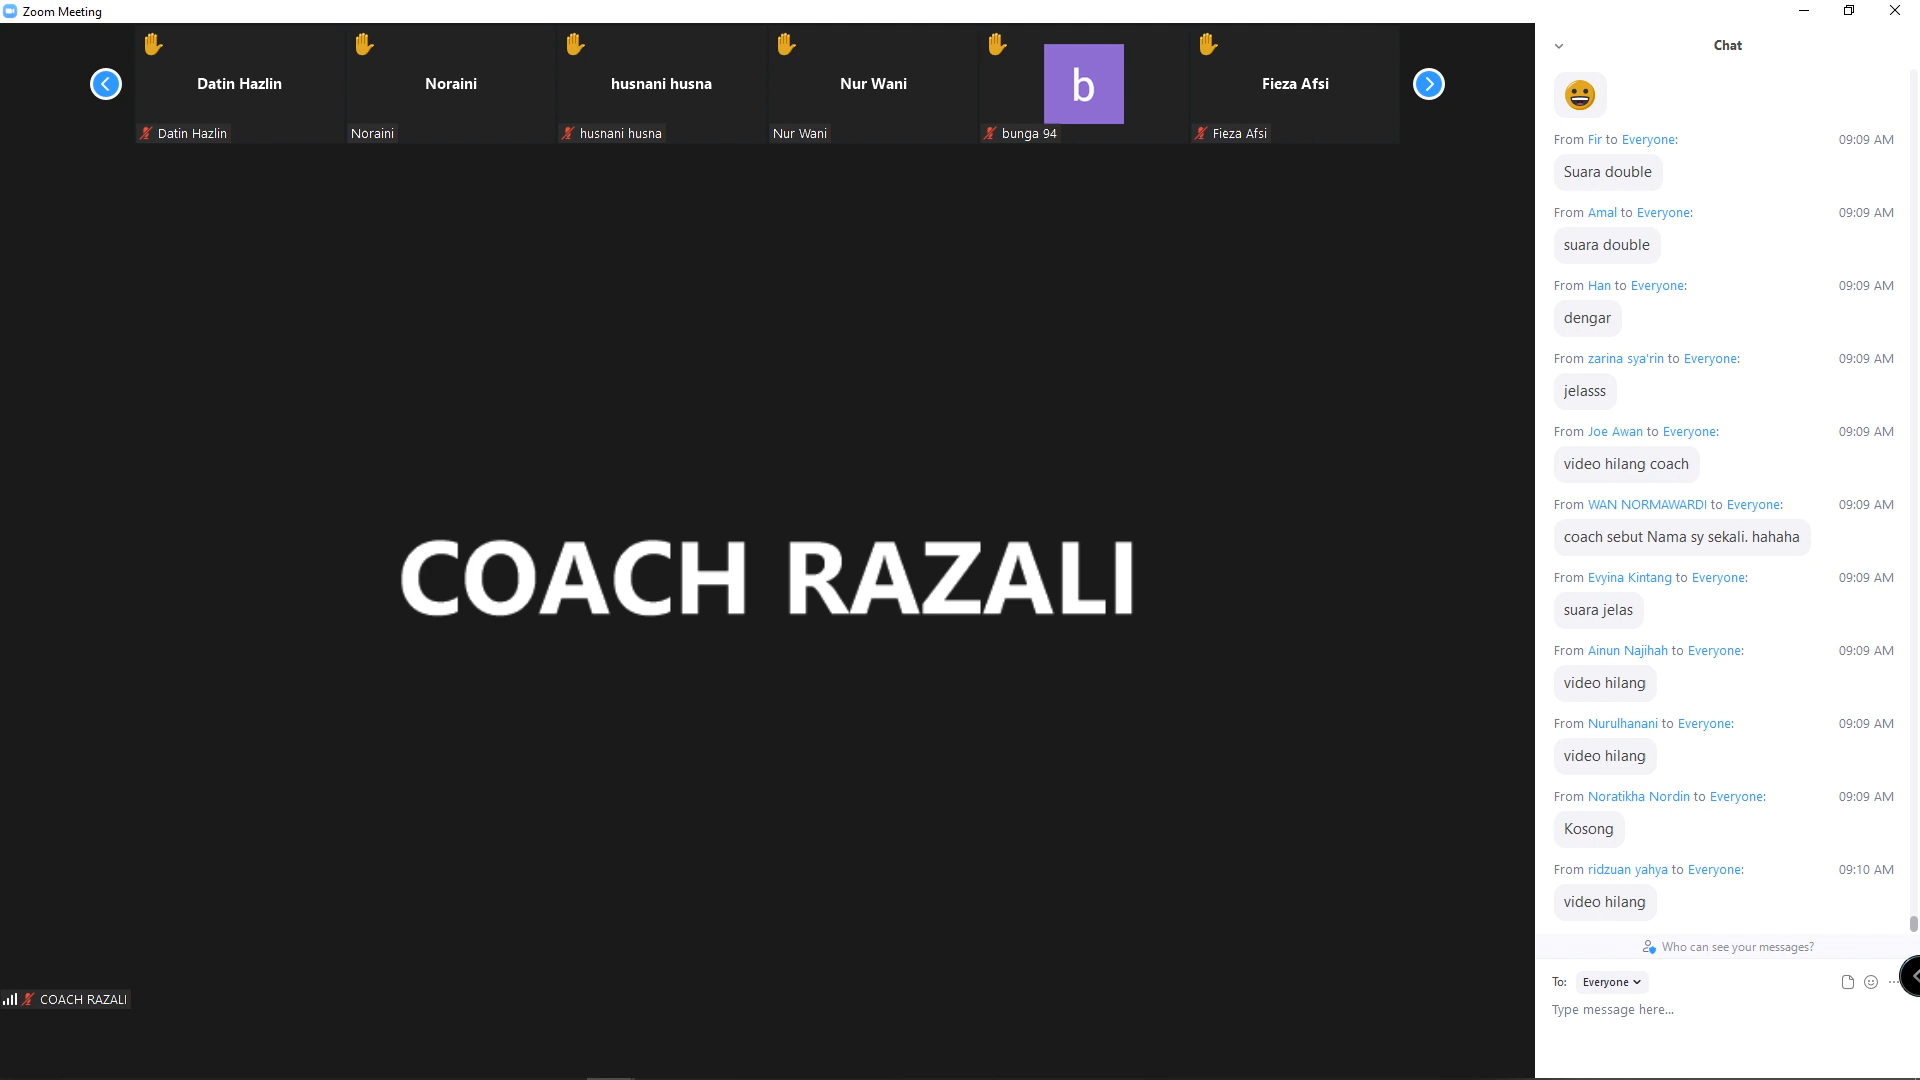 Zoom Meeting
Datin Hazlin
Noraini
husnani husna
Nur Wani
b
Fieza Afsi
Datin Hazlin
Noraini
husnani husna
Nur Wani
bunga 94
Fieza Afsi
COACH RAZALI
COACH RAZALI
Chat
From Fir to Everyone: 09:09 AM
Suara double
From Amal to Everyone: 09:09 AM
suara double
From Han to Everyone: 09:09 AM
dengar
From zarina sya'rin to Everyone: 09:09 AM
jelasss
From Joe Awan to Everyone: 09:09 AM
video hilang coach
From WAN NORMAWARDI to Everyone: 09:09 AM
coach sebut Nama sy sekali. hahaha
From Evyina Kintang to Everyone: 09:09 AM
suara jelas
From Ainun Najihah to Everyone: 09:09 AM
video hilang
From Nurulhanani to Everyone: 09:09 AM
video hilang
From Noratikha Nordin to Everyone: 09:09 AM
Kosong
From ridzuan yahya to Everyone: 09:10 AM
video hilang
Who can see your messages?
To: Everyone
Type message here...